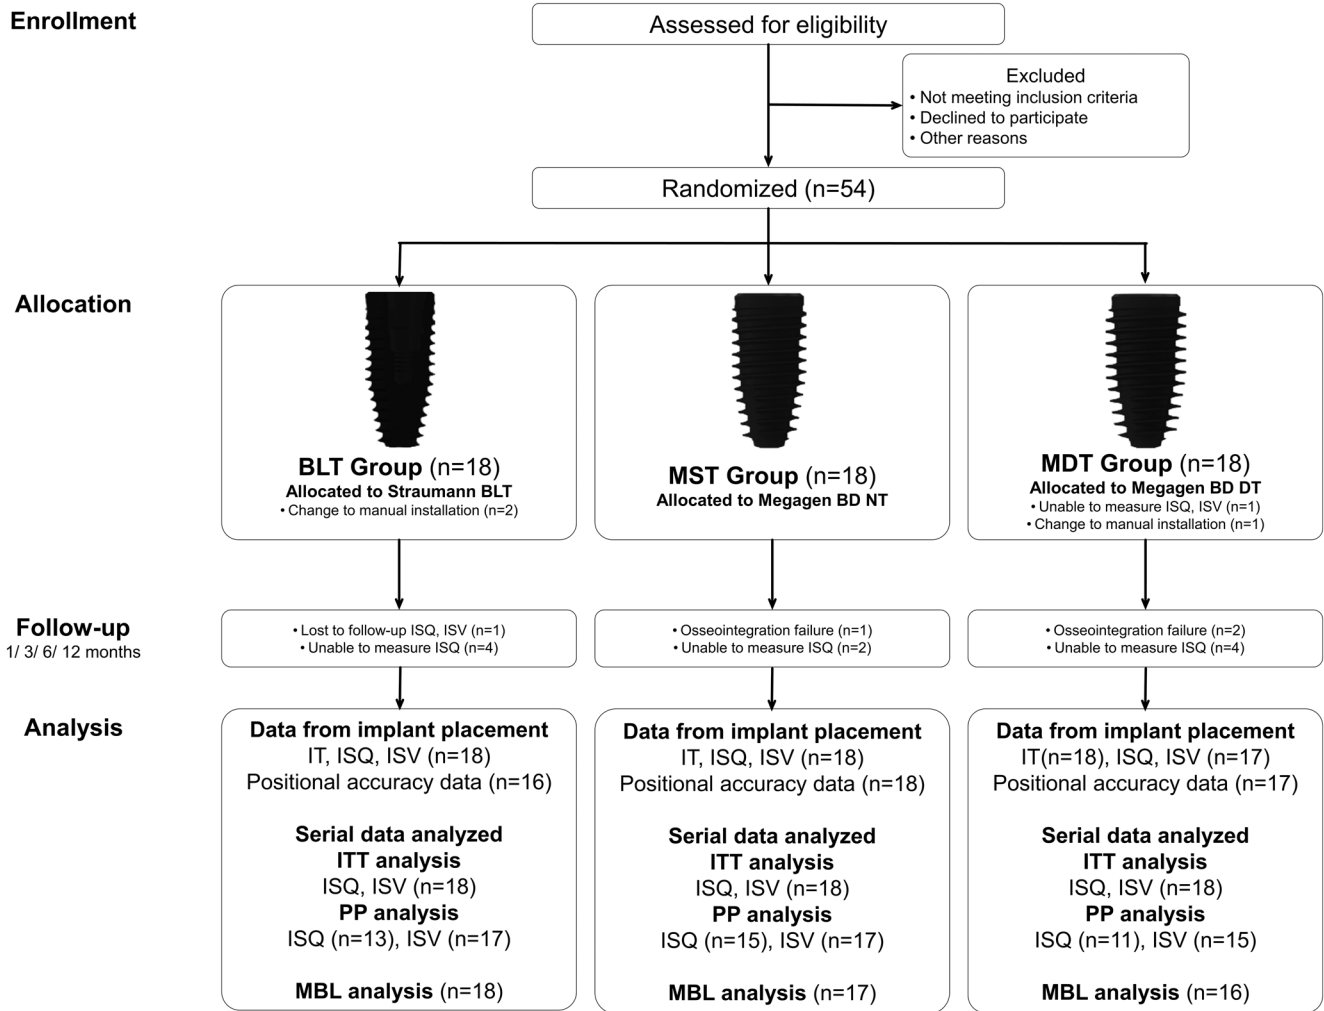 Enrollment
Assessed for eligibility
Excluded
• Not meeting inclusion criteria
• Declined to participate
• Other reasons
Randomized (n=54)
Allocation
BLT Group (n=18)
Allocated to Straumann BLT
• Change to manual installation (n=2)
MST Group (n=18)
Allocated to Megagen BD NT
MDT Group (n=18)
Allocated to Megagen BD DT
• Unable to measure ISQ, ISV (n=1)
• Change to manual installation (n=1)
Follow-up
1/ 3/ 6/ 12 months
• Lost to follow-up ISQ, ISV (n=1)
• Unable to measure ISQ (n=4)
• Osseointegration failure (n=1)
• Unable to measure ISQ (n=2)
• Osseointegration failure (n=2)
• Unable to measure ISQ (n=4)
Analysis
Data from implant placement
IT, ISQ, ISV (n=18)
Positional accuracy data (n=16)
Serial data analyzed
ITT analysis
ISQ, ISV (n=18)
PP analysis
ISQ (n=13), ISV (n=17)
MBL analysis (n=18)
Data from implant placement
IT, ISQ, ISV (n=18)
Positional accuracy data (n=18)
Serial data analyzed
ITT analysis
ISQ, ISV (n=18)
PP analysis
ISQ (n=15), ISV (n=17)
MBL analysis (n=17)
Data from implant placement
IT(n=18), ISQ, ISV (n=17)
Positional accuracy data (n=17)
Serial data analyzed
ITT analysis
ISQ, ISV (n=18)
PP analysis
ISQ (n=11), ISV (n=15)
MBL analysis (n=16)